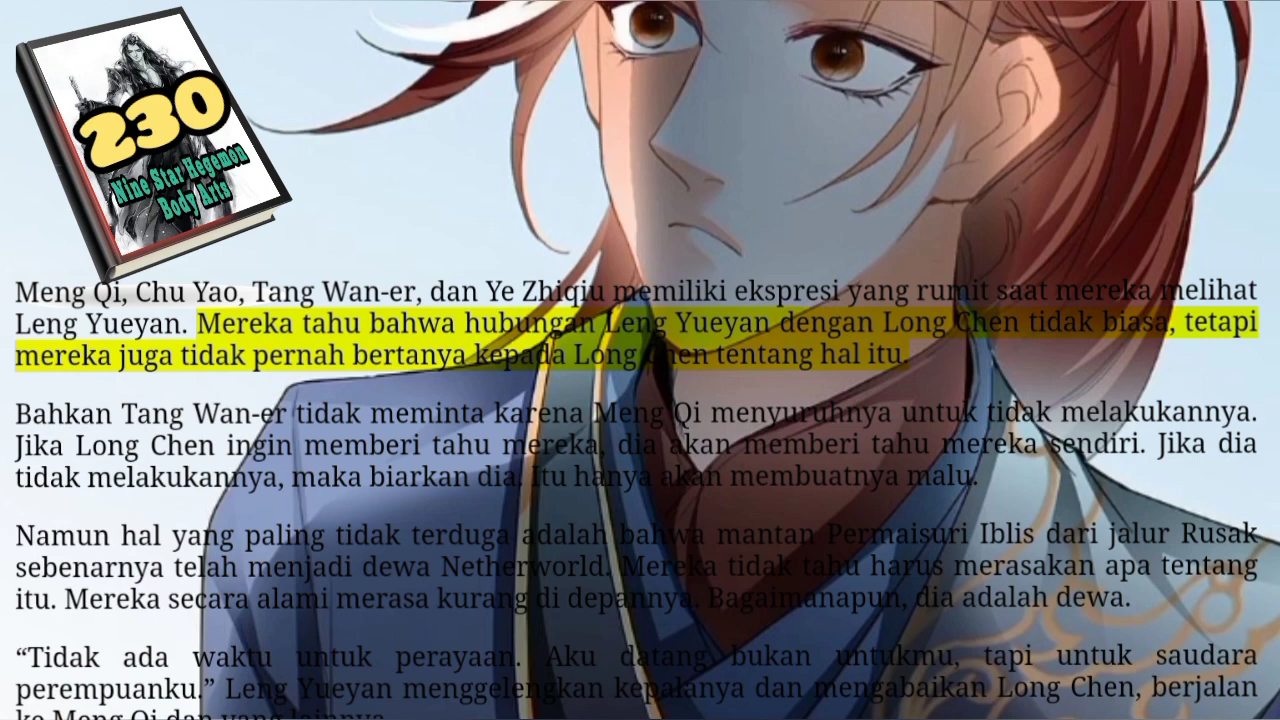 230
Nine Star Hegemon
Body Arts
Meng Qi, Chu Yao, Tang Wan-er, dan Ye Zhiqiu memiliki ekspresi yang rumit saat mereka melihat
Leng Yueyan. Mereka tahu bahwa hubungan Leng Yueyan dengan Long Chen tidak biasa, tetapi
mereka juga tidak pernah bertanya kepada Long Chen tentang hal itu.
Bahkan Tang Wan-er tidak meminta karena Meng Qi menyuruhnya untuk tidak melakukannya.
Jika Long Chen ingin memberi tahu mereka, dia akan memberi tahu mereka sendiri. Jika dia
tidak melakukannya, maka biarkan dia. Itu hanya akan membuatnya malu.
Namun hal yang paling tidak terduga adalah bahwa mantan Permaisuri Iblis dari jalur Rusak
sebenarnya telah menjadi dewa Netherworld. Mereka tidak tahu harus merasakan apa tentang
itu. Mereka secara alami merasa kurang di depannya. Bagaimanapun, dia adalah dewa.
“Tidak ada waktu untuk perayaan. Aku datang bukan untukmu, tapi untuk saudara
perempuanku.” Leng Yueyan menggelengkan kepalanya dan mengabaikan Long Chen, berjalan
ke Meng Qi dan yang lainnya.